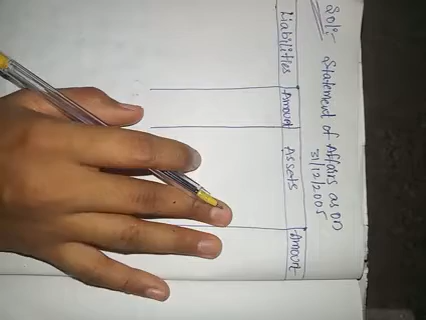 Sol:- Statement of Affairs as on
31/12/2005
Liabilities Amount Assets Amount